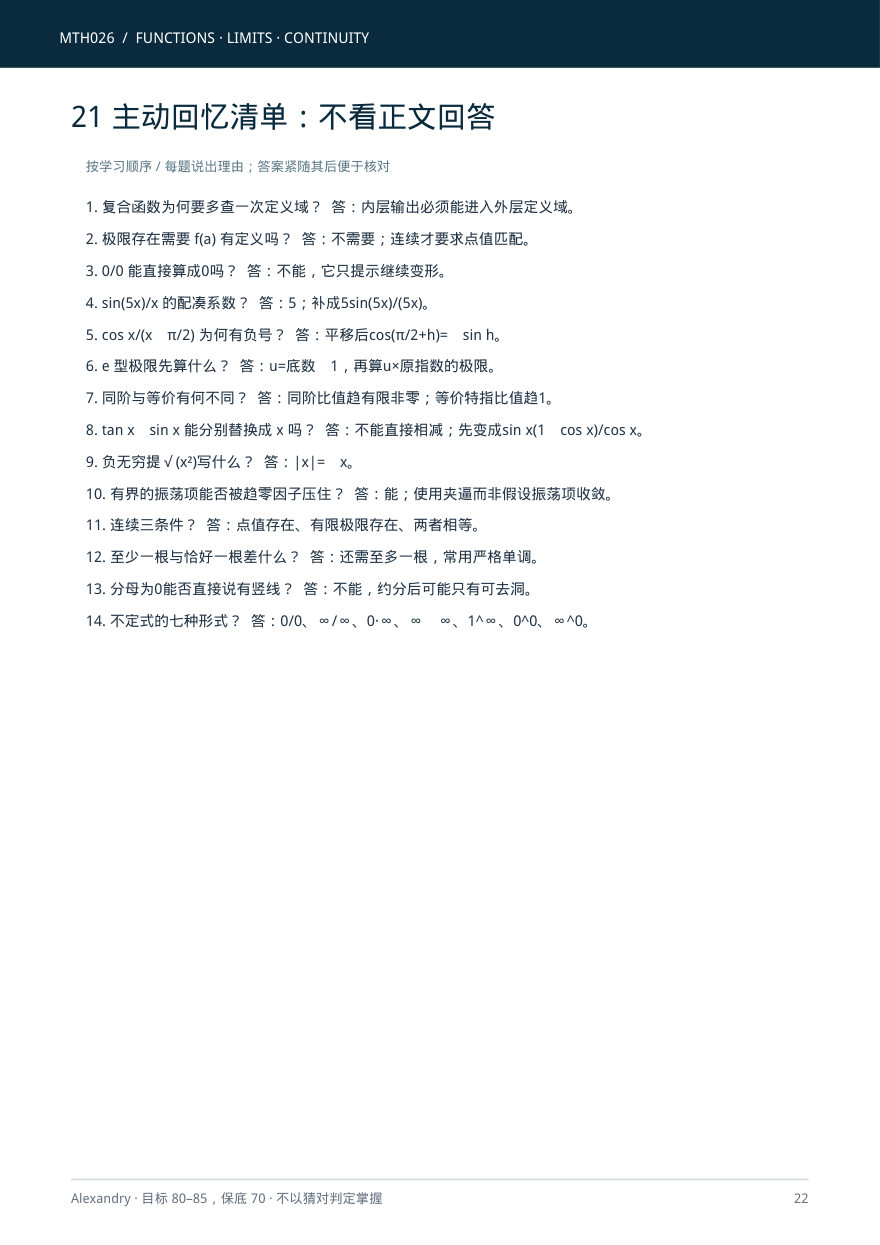 MTH026 / FUNCTIONS · LIMITS · CONTINUITY
21 主动回忆清单：不看正文回答
按学习顺序 / 每题说出理由；答案紧随其后便于核对
1. 复合函数为何要多查一次定义域？ 答：内层输出必须能进入外层定义域。
2. 极限存在需要 f(a) 有定义吗？ 答：不需要；连续才要求点值匹配。
3. 0/0 能直接算成0吗？ 答：不能，它只提示继续变形。
4. sin(5x)/x 的配凑系数？ 答：5；补成5sin(5x)/(5x)。
5. cos x/(x π/2) 为何有负号？ 答：平移后cos(π/2+h)= sin h。
6. e 型极限先算什么？ 答：u=底数 1，再算u×原指数的极限。
7. 同阶与等价有何不同？ 答：同阶比值趋有限非零；等价特指比值趋1。
8. tan x sin x 能分别替换成 x 吗？ 答：不能直接相减；先变成sin x(1 cos x)/cos x。
9. 负无穷提√(x²)写什么？ 答：|x|= x。
10. 有界的振荡项能否被趋零因子压住？ 答：能；使用夹逼而非假设振荡项收敛。
11. 连续三条件？ 答：点值存在、有限极限存在、两者相等。
12. 至少一根与恰好一根差什么？ 答：还需至多一根，常用严格单调。
13. 分母为0能否直接说有竖线？ 答：不能，约分后可能只有可去洞。
14. 不定式的七种形式？ 答：0/0、∞/∞、0·∞、∞ ∞、1^∞、0^0、∞^0。
Alexandry · 目标 80–85，保底 70 · 不以猜对判定掌握
22